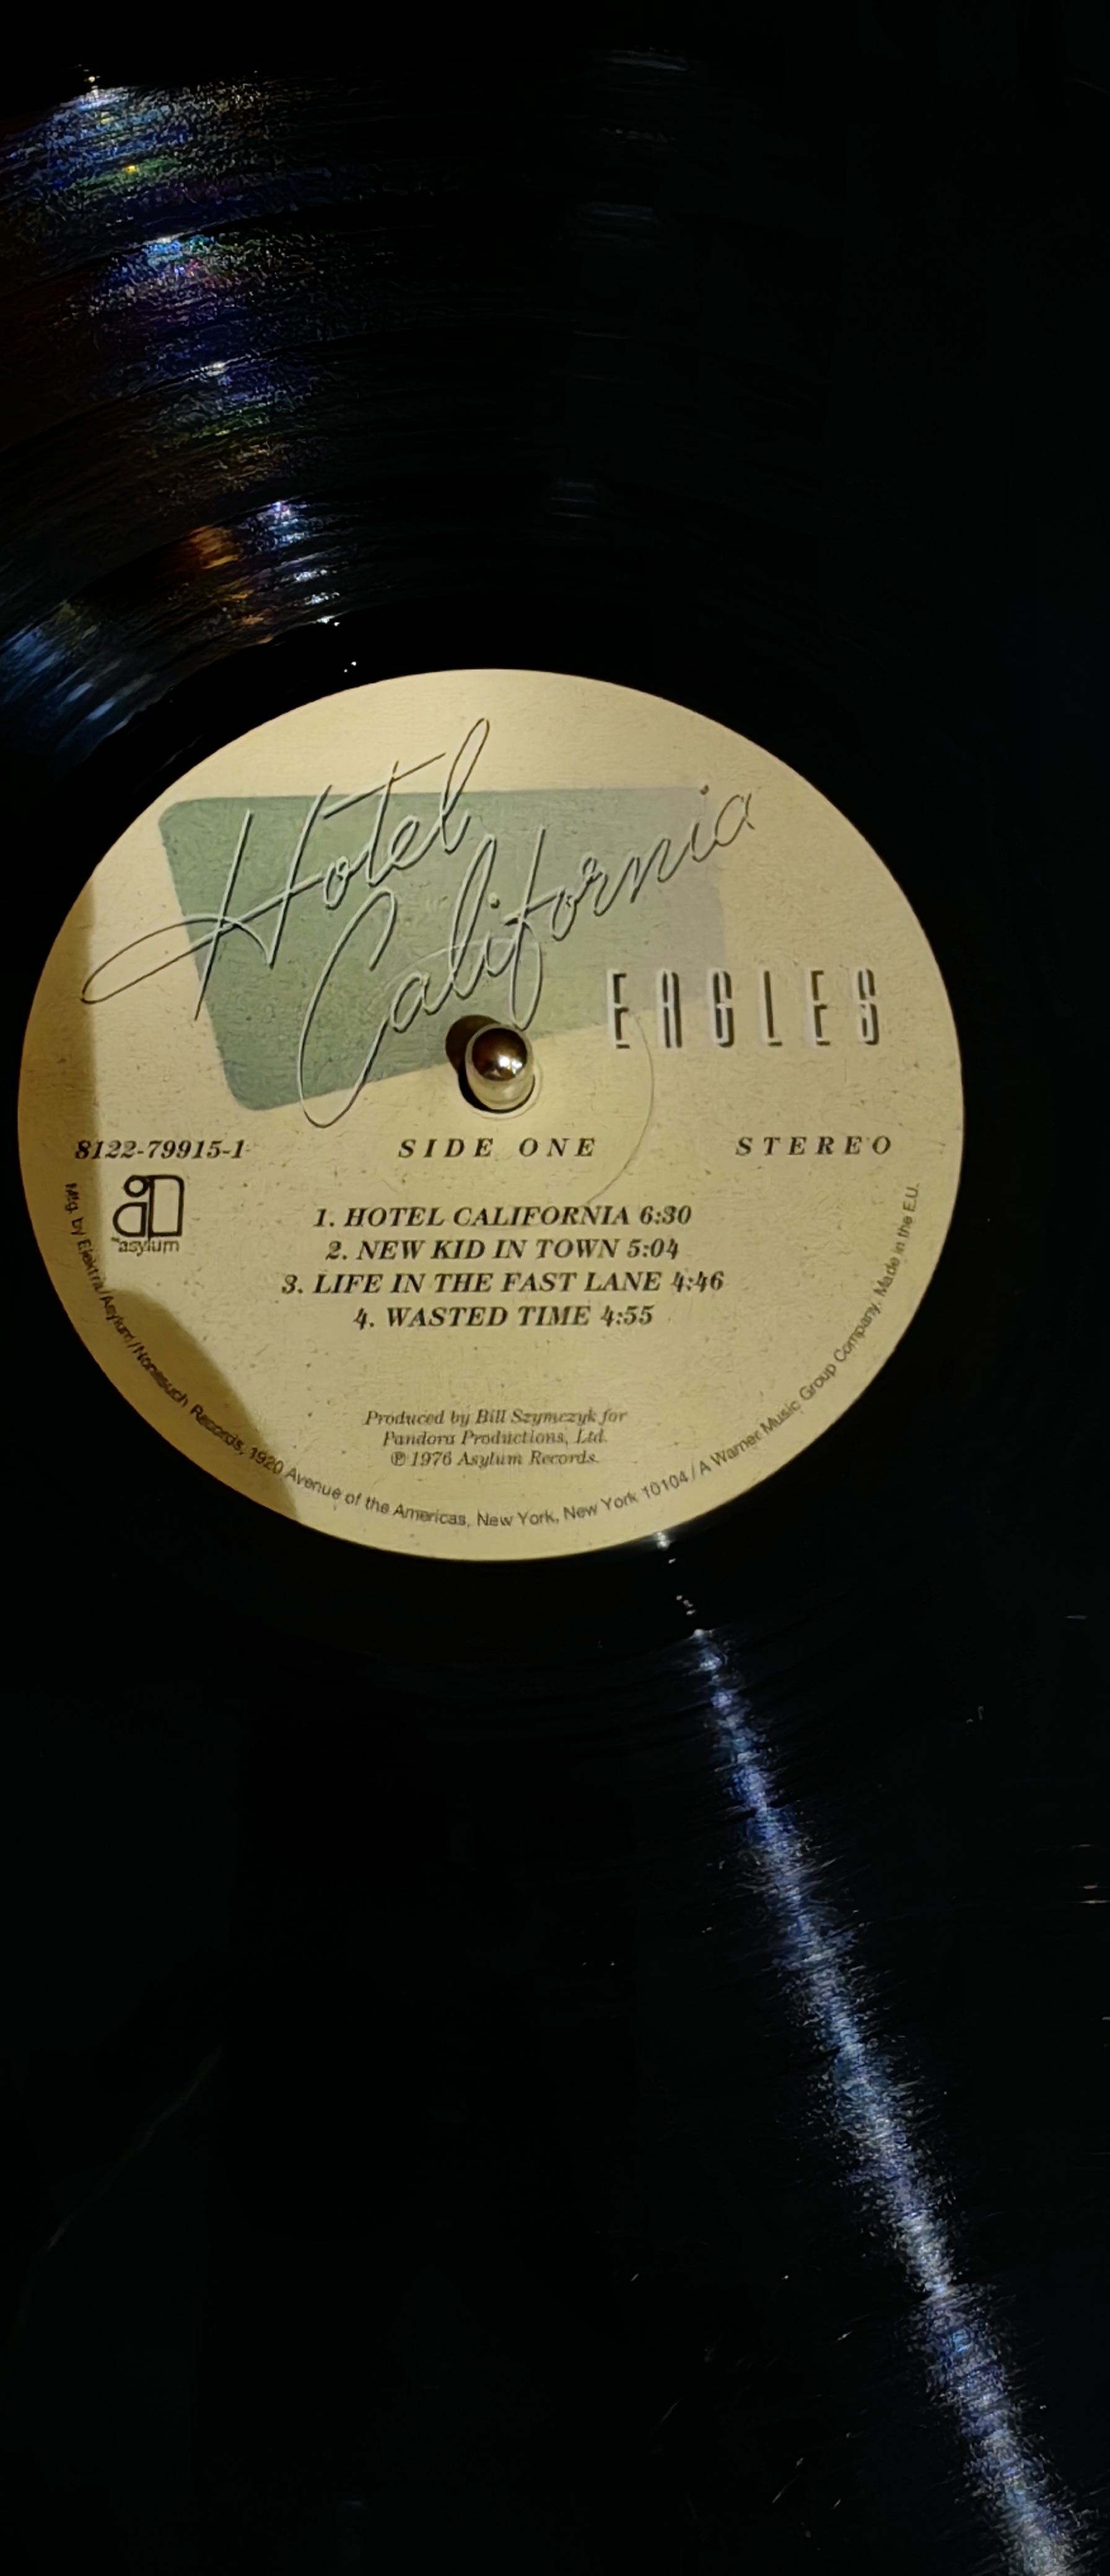 Hotel
California
EAGLES
8122-79915-1
SIDE ONE
STEREO
asylum
1. HOTEL CALIFORNIA 6:30
2. NEW KID IN TOWN 5:04
3. LIFE IN THE FAST LANE 4:46
4. WASTED TIME 4:55
Produced by Bill Szymczyk for
Pandora Productions, Ltd.
℗ 1976 Asylum Records.
Mfg. by Elektra/Asylum/Nonesuch Records, 1920 Avenue of the Americas, New York, New York 10104 / A Warner Music Group Company. Made in the E.U.